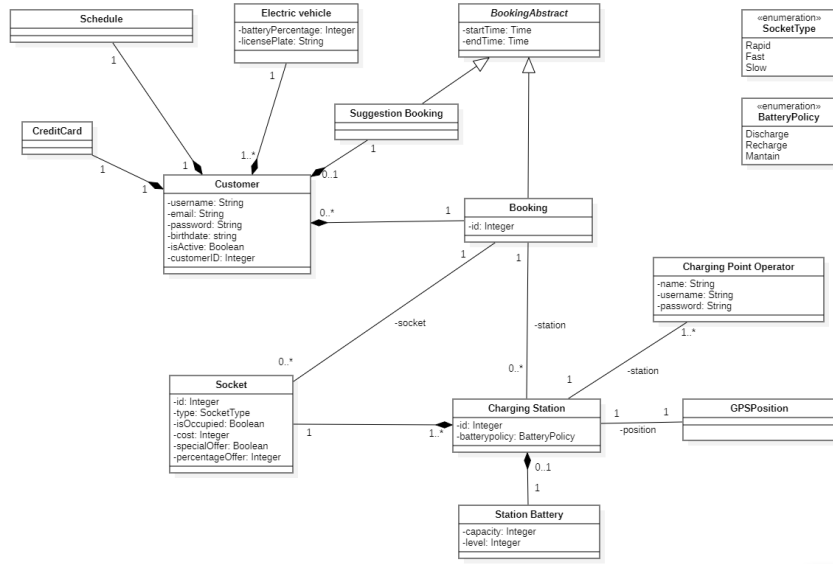 Schedule
1
Electric vehicle
-batteryPercentage: Integer
-licensePlate: String
1
BookingAbstract
-startTime: Time
-endTime: Time
«enumeration»
SocketType
Rapid
Fast
Slow
«enumeration»
BatteryPolicy
Discharge
Recharge
Mantain
Suggestion Booking
1
CreditCard
1
1
1
1..*
0..1
Customer
-username: String
-email: String
-password: String
-birthdate: string
-isActive: Boolean
-customerID: Integer
0..*
1
Booking
-id: Integer
1
1
-socket
-station
0..*
0..*
Charging Point Operator
-name: String
-username: String
-password: String
1..*
-station
1
Socket
-id: Integer
-type: SocketType
-isOccupied: Boolean
-cost: Integer
-specialOffer: Boolean
-percentageOffer: Integer
1
1..*
Charging Station
-id: Integer
-batterypolicy: BatteryPolicy
1
1
-position
GPSPosition
0..1
1
Station Battery
-capacity: Integer
-level: Integer